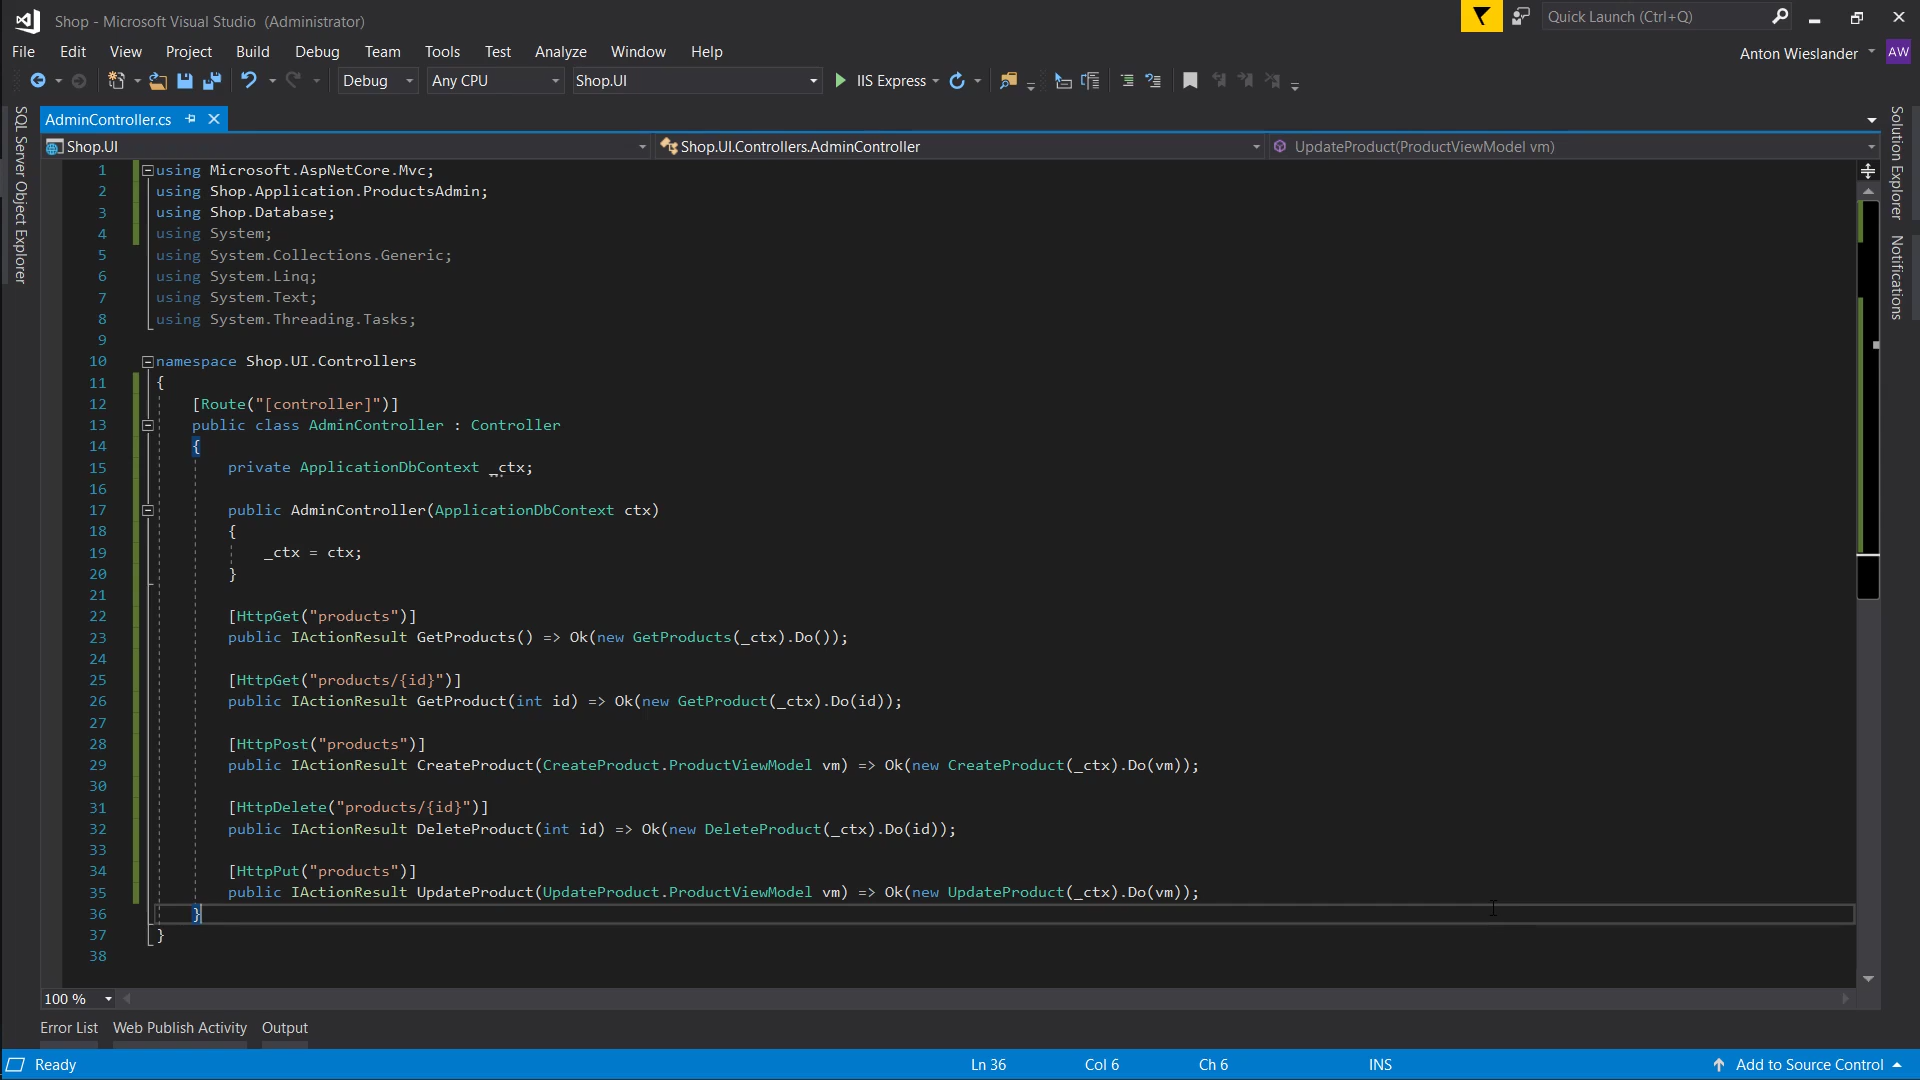 Shop - Microsoft Visual Studio (Administrator)
Quick Launch (Ctrl+Q)
File Edit View Project Build Debug Team Tools Test Analyze Window Help
Anton Wieslander AW
Debug Any CPU Shop.UI IIS Express
SQL Server Object Explorer
AdminController.cs
Shop.UI Shop.UI.Controllers.AdminController UpdateProduct(ProductViewModel vm)
1 using Microsoft.AspNetCore.Mvc;
2 using Shop.Application.ProductsAdmin;
3 using Shop.Database;
4 using System;
5 using System.Collections.Generic;
6 using System.Linq;
7 using System.Text;
8 using System.Threading.Tasks;
9
10 namespace Shop.UI.Controllers
11 {
12 [Route("[controller]")]
13 public class AdminController : Controller
14 {
15 private ApplicationDbContext _ctx;
16
17 public AdminController(ApplicationDbContext ctx)
18 {
19 _ctx = ctx;
20 }
21
22 [HttpGet("products")]
23 public IActionResult GetProducts() => Ok(new GetProducts(_ctx).Do());
24
25 [HttpGet("products/{id}")]
26 public IActionResult GetProduct(int id) => Ok(new GetProduct(_ctx).Do(id));
27
28 [HttpPost("products")]
29 public IActionResult CreateProduct(CreateProduct.ProductViewModel vm) => Ok(new CreateProduct(_ctx).Do(vm));
30
31 [HttpDelete("products/{id}")]
32 public IActionResult DeleteProduct(int id) => Ok(new DeleteProduct(_ctx).Do(id));
33
34 [HttpPut("products")]
35 public IActionResult UpdateProduct(UpdateProduct.ProductViewModel vm) => Ok(new UpdateProduct(_ctx).Do(vm));
36 }
37 }
38
Solution Explorer
Notifications
100 %
Error List Web Publish Activity Output
Ready Ln 36 Col 6 Ch 6 INS Add to Source Control